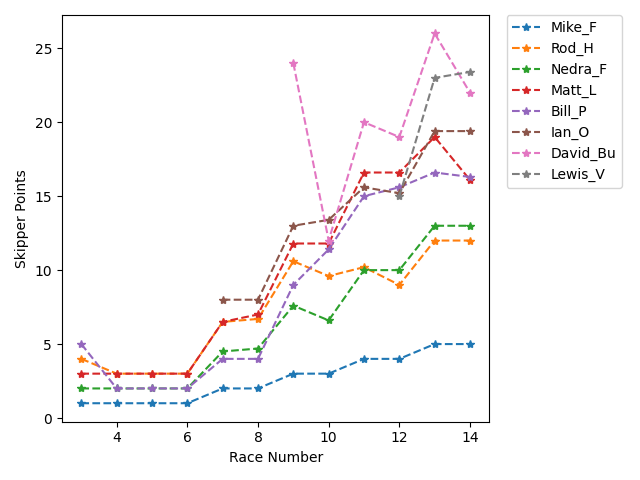 Skipper Points
0
5
10
15
20
25
4
6
8
10
12
14
Race Number
Mike_F
Rod_H
Nedra_F
Matt_L
Bill_P
Ian_O
David_Bu
Lewis_V